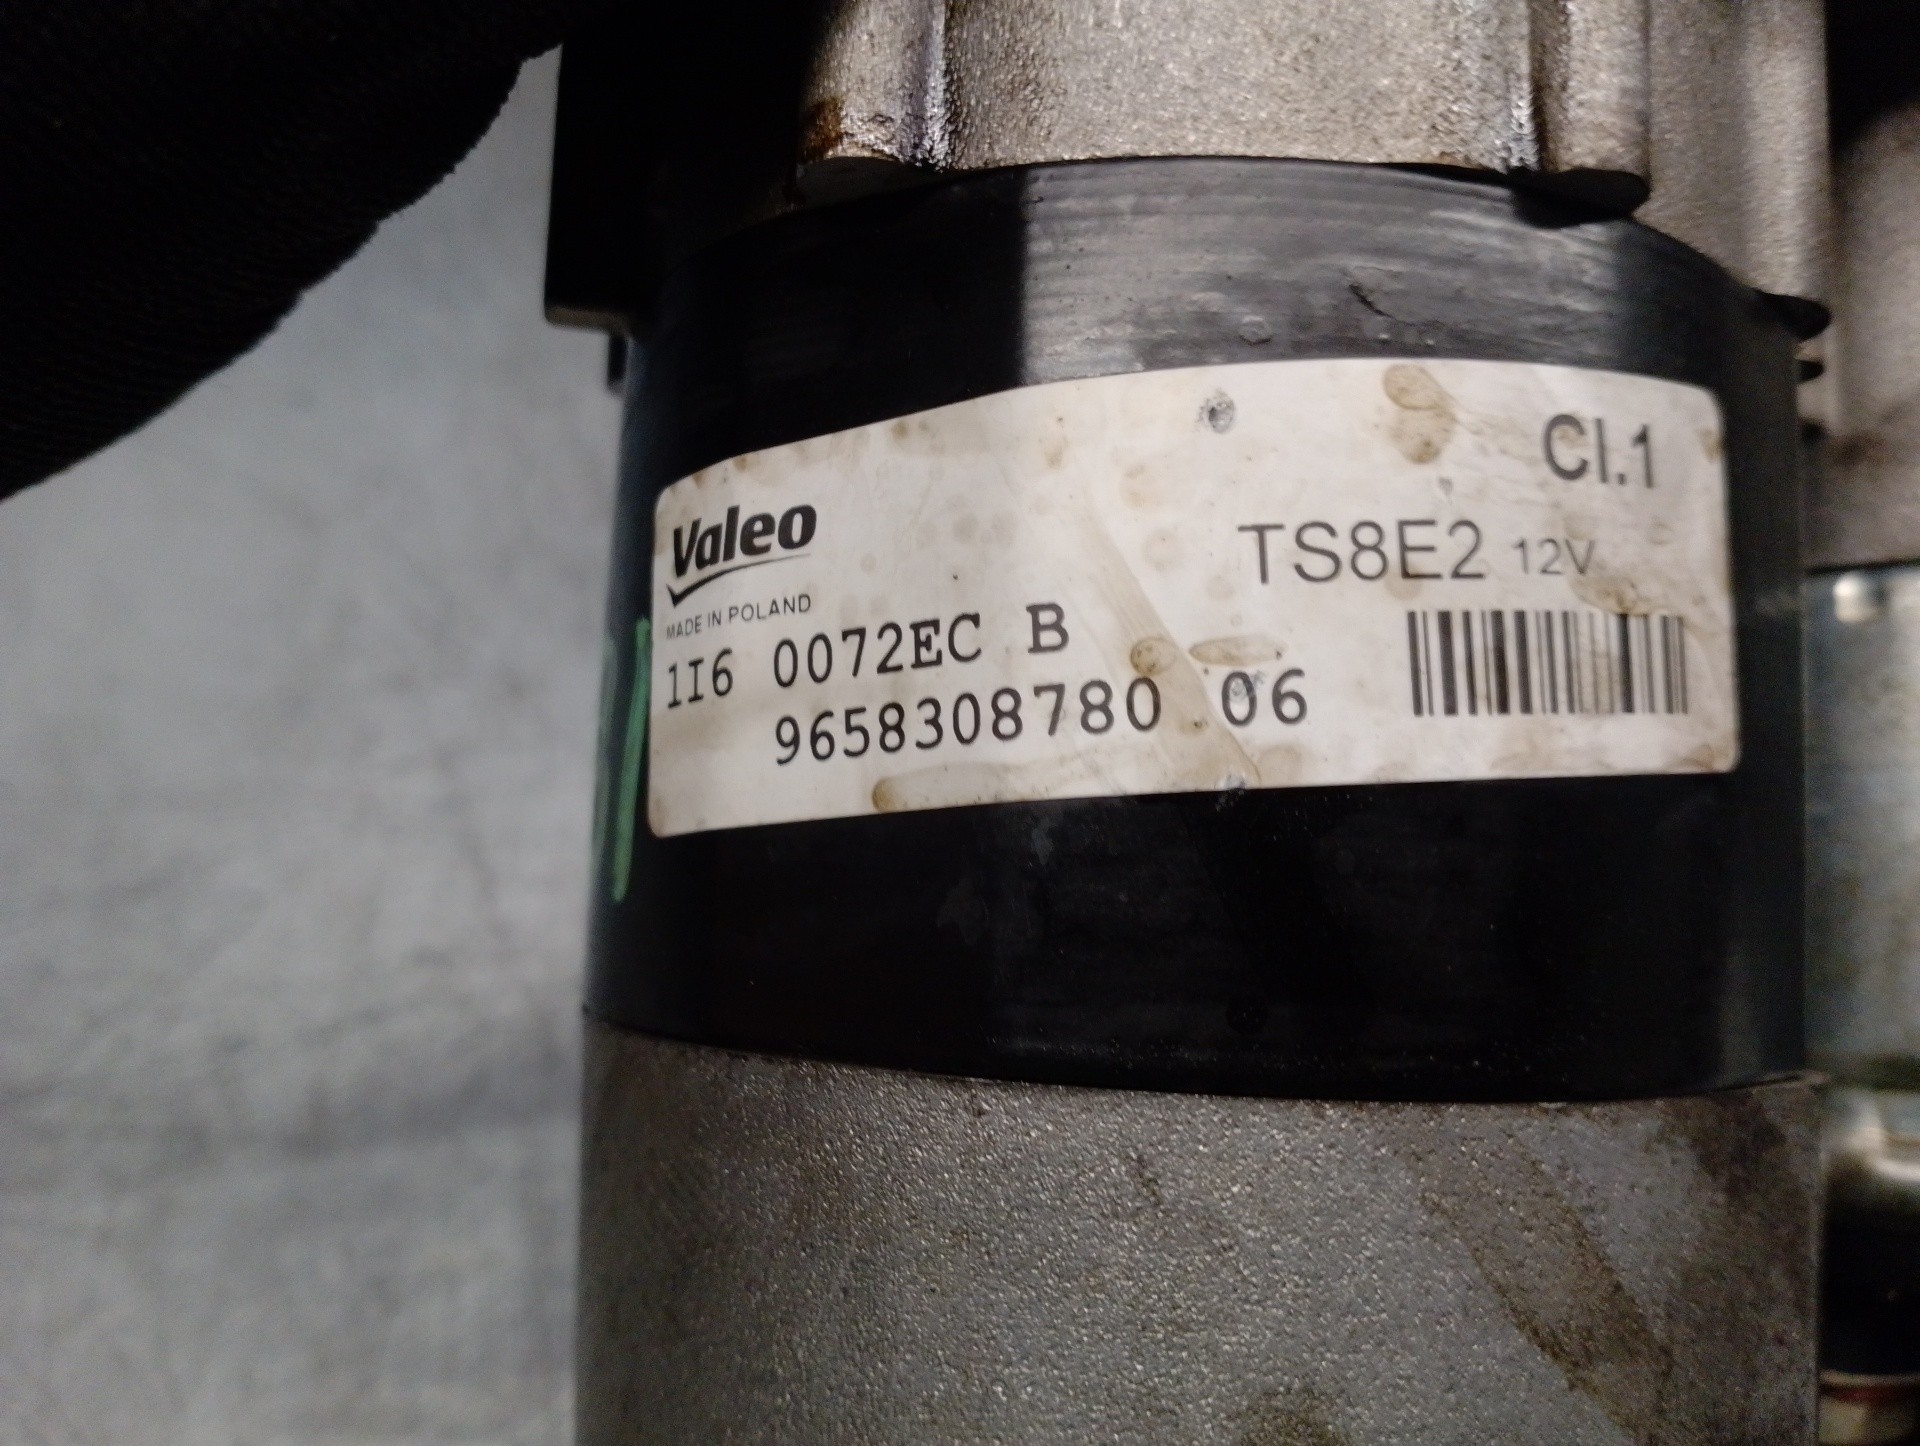 Cl.1
Valeo
TS8E2 12V
MADE IN POLAND
1I6 0072EC B
9658308780 06